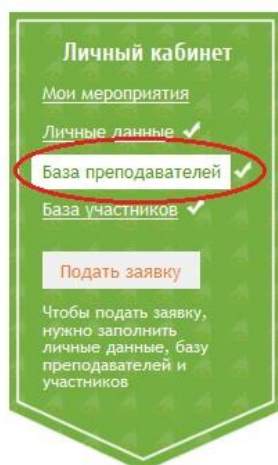 Личный кабинет
Мои мероприятия
Личные данные
База преподавателей
База участников
Подать заявку
Чтобы подать заявку,
нужно заполнить
личные данные, базу
преподавателей и
участников